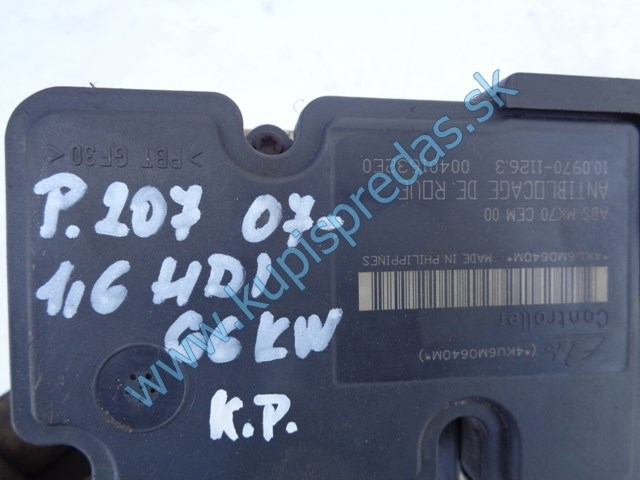 P.207 07-
1,6 HDI
66 KW
K.P.
www.kupispredas.sk
>PBT GF30<
Controller
(*4KU6M0640M*)
*4KU6M0640M* MADE IN PHILIPPINES
ABS MK70 CEM 00
ANTIBLOCAGE DE ROUE
10.0970-1126.3